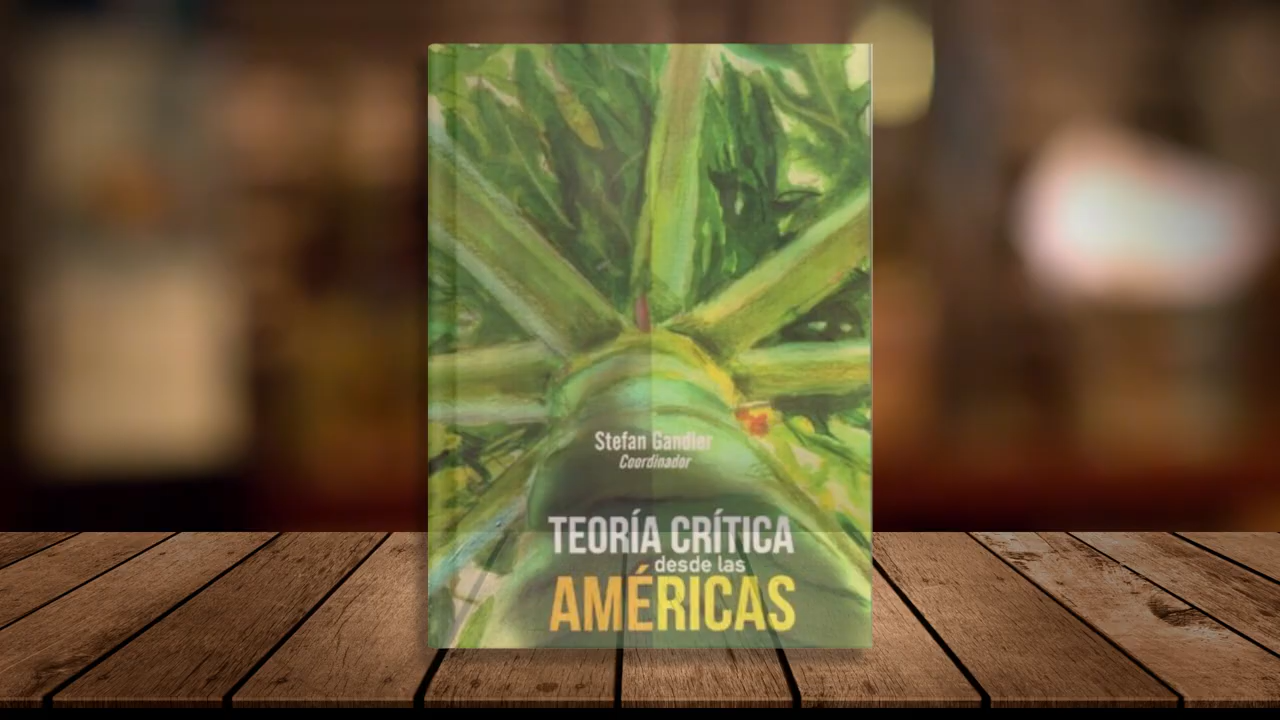 Stefan Gandler
Coordinador
TEORÍA CRÍTICA
desde las
AMÉRICAS